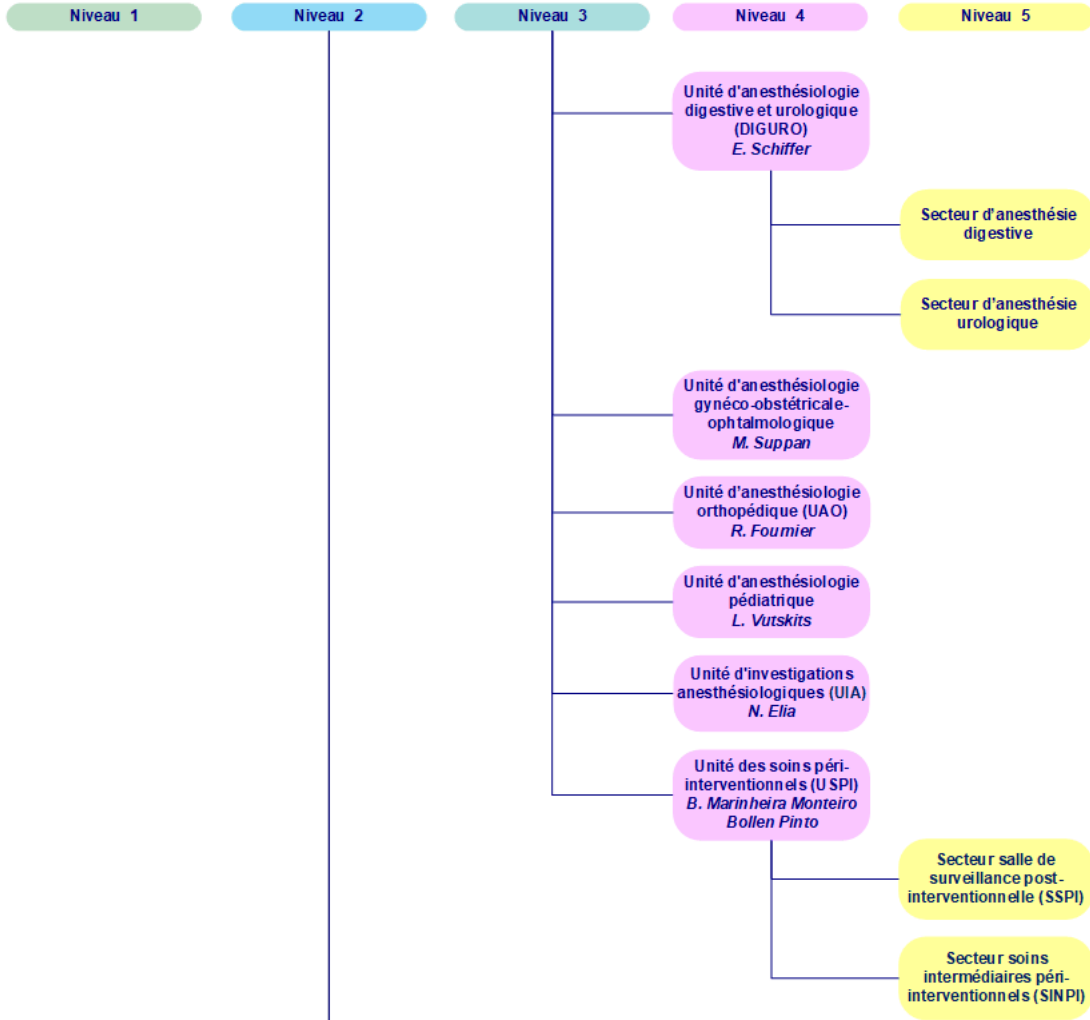 Niveau 1
Niveau 2
Niveau 3
Niveau 4
Niveau 5
Unité d'anesthésiologie
digestive et urologique
(DIGURO)
E. Schiffer
Secteur d'anesthésie
digestive
Secteur d'anesthésie
urologique
Unité d'anesthésiologie
gynéco-obstétricale-
ophtalmologique
M. Suppan
Unité d'anesthésiologie
orthopédique (UAO)
R. Fournier
Unité d'anesthésiologie
pédiatrique
L. Vutskits
Unité d'investigations
anesthésiologiques (UIA)
N. Elia
Unité des soins péri-
interventionnels (USPI)
B. Marinheira Monteiro
Bollen Pinto
Secteur salle de
surveillance post-
interventionnelle (SSPI)
Secteur soins
intermédiaires péri-
interventionnels (SINPI)